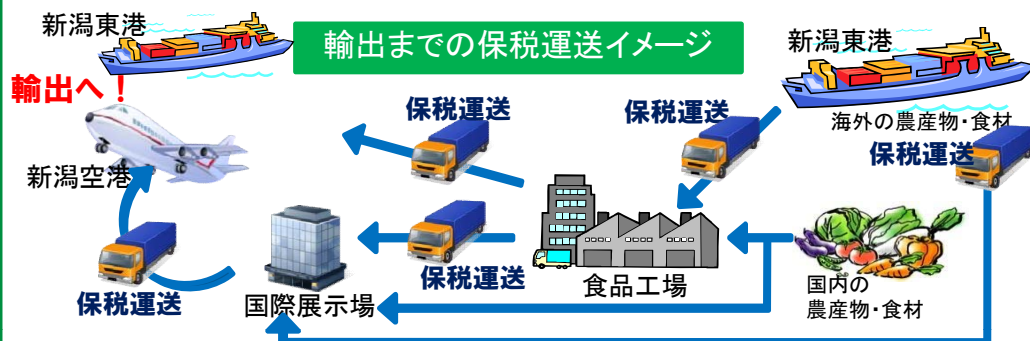 新潟東港
輸出までの保税運送イメージ
新潟東港
輸出へ！
保税運送
保税運送
海外の農産物・食材
保税運送
新潟空港
保税運送
保税運送
国際展示場
食品工場
国内の
農産物・食材